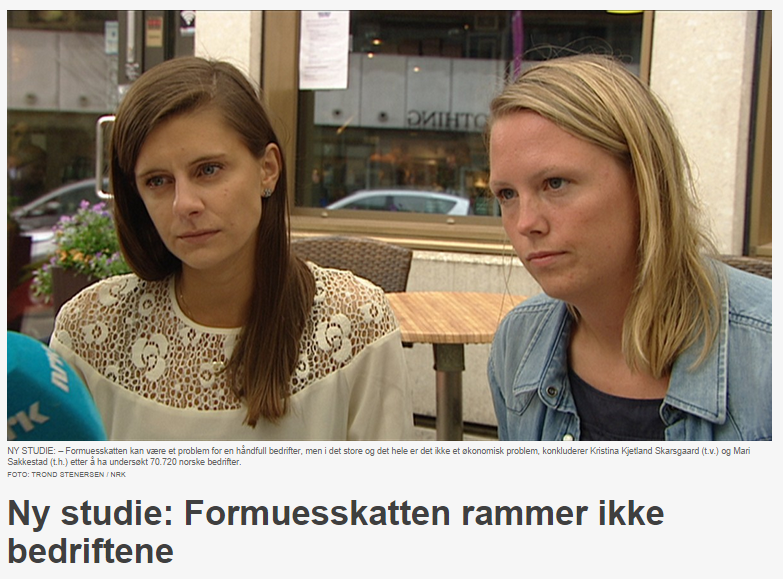 NOTHING
NRK
NY STUDIE: – Formuesskatten kan være et problem for en håndfull bedrifter, men i det store og det hele er det ikke et økonomisk problem, konkluderer Kristina Kjetland Skarsgaard (t.v.) og Mari
Sakkestad (t.h.) etter å ha undersøkt 70.720 norske bedrifter.
FOTO: TROND STENERSEN / NRK
Ny studie: Formuesskatten rammer ikke
bedriftene